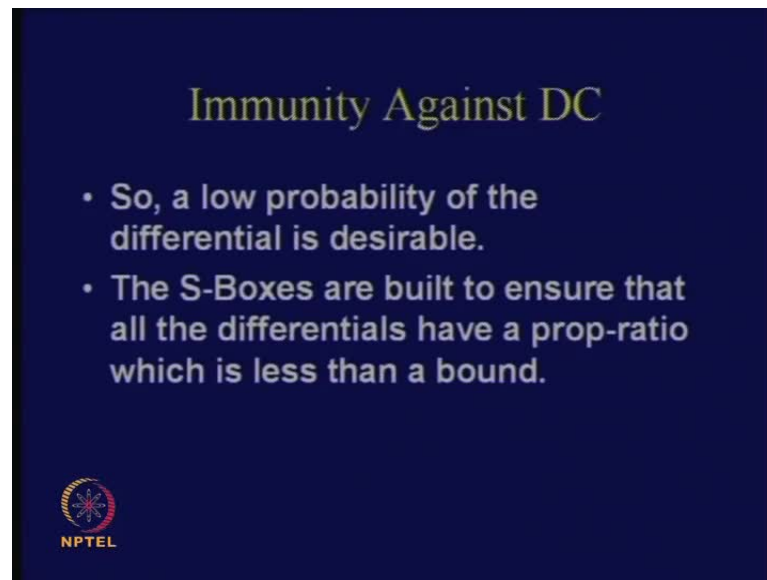 Immunity Against DC
• So, a low probability of the
differential is desirable.
• The S-Boxes are built to ensure that
all the differentials have a prop-ratio
which is less than a bound.
NPTEL